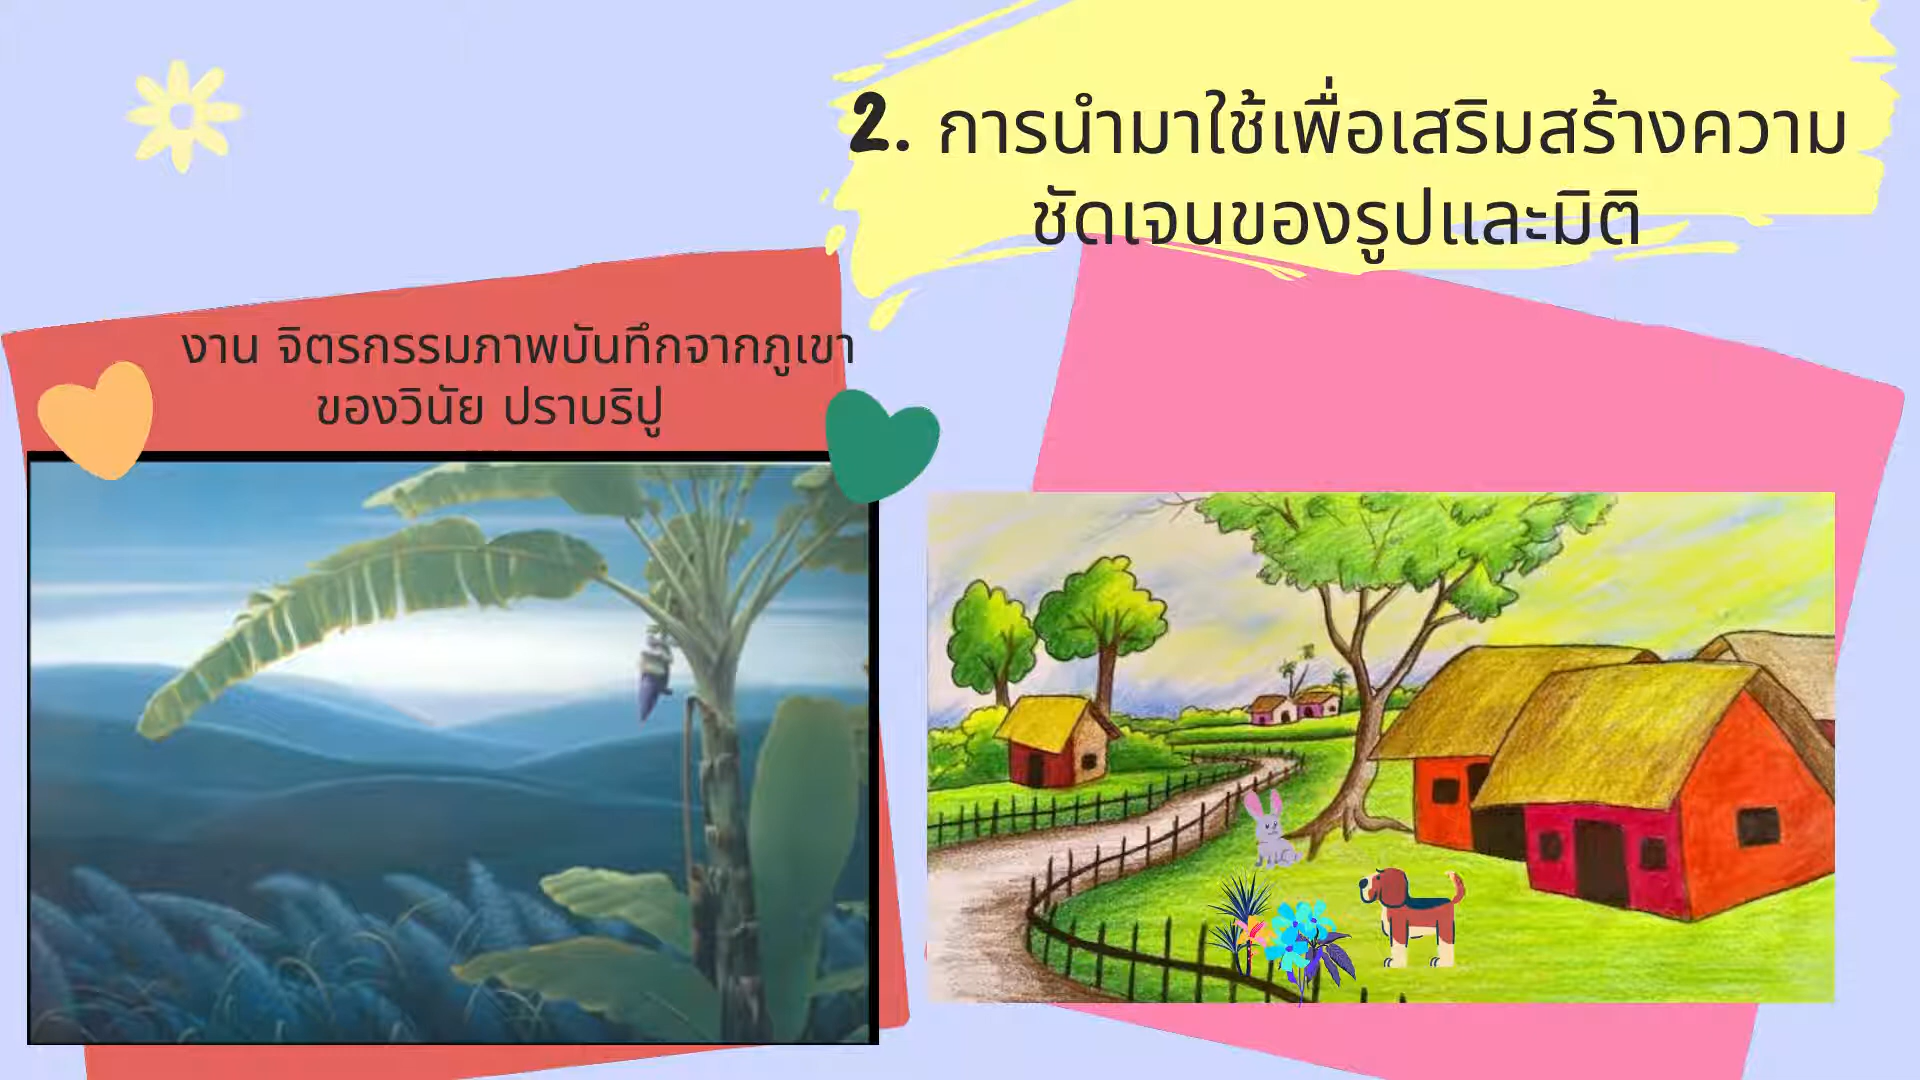 2. การนำมาใช้เพื่อเสริมสร้างความ
ชัดเจนของรูปและมิติ
งาน จิตรกรรมภาพบันทึกจากภูเขา
ของวินัย ปราบริปู